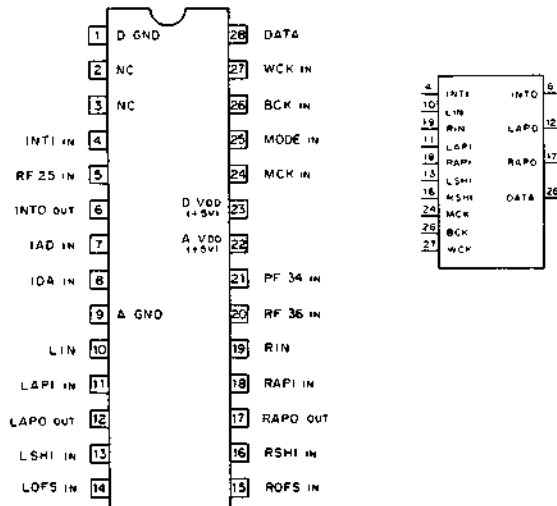 1 D GND 28 DATA
2 NC 27 WCK IN
3 NC 26 BCK IN
INTI IN 4 25 MODE IN
RF 25 IN 5 24 MCK IN
INTO OUT 6 D VDD (+5V) 23
IAD IN 7 A VDD (+5V) 22
IDA IN 8 21 PF 34 IN
9 A GND 20 RF 36 IN
LIN 10 19 RIN
LAPI IN 11 18 RAPI IN
LAPO OUT 12 17 RAPO OUT
LSHI IN 13 16 RSHI IN
LOFS IN 14 15 ROFS IN
4 INTI INTO 6
10 LIN
19 RIN LAPO 12
11 LAPI
18 RAPI RAPO 17
13 LSHI
16 RSHI DATA 28
24 MCK
26 BCK
27 WCK